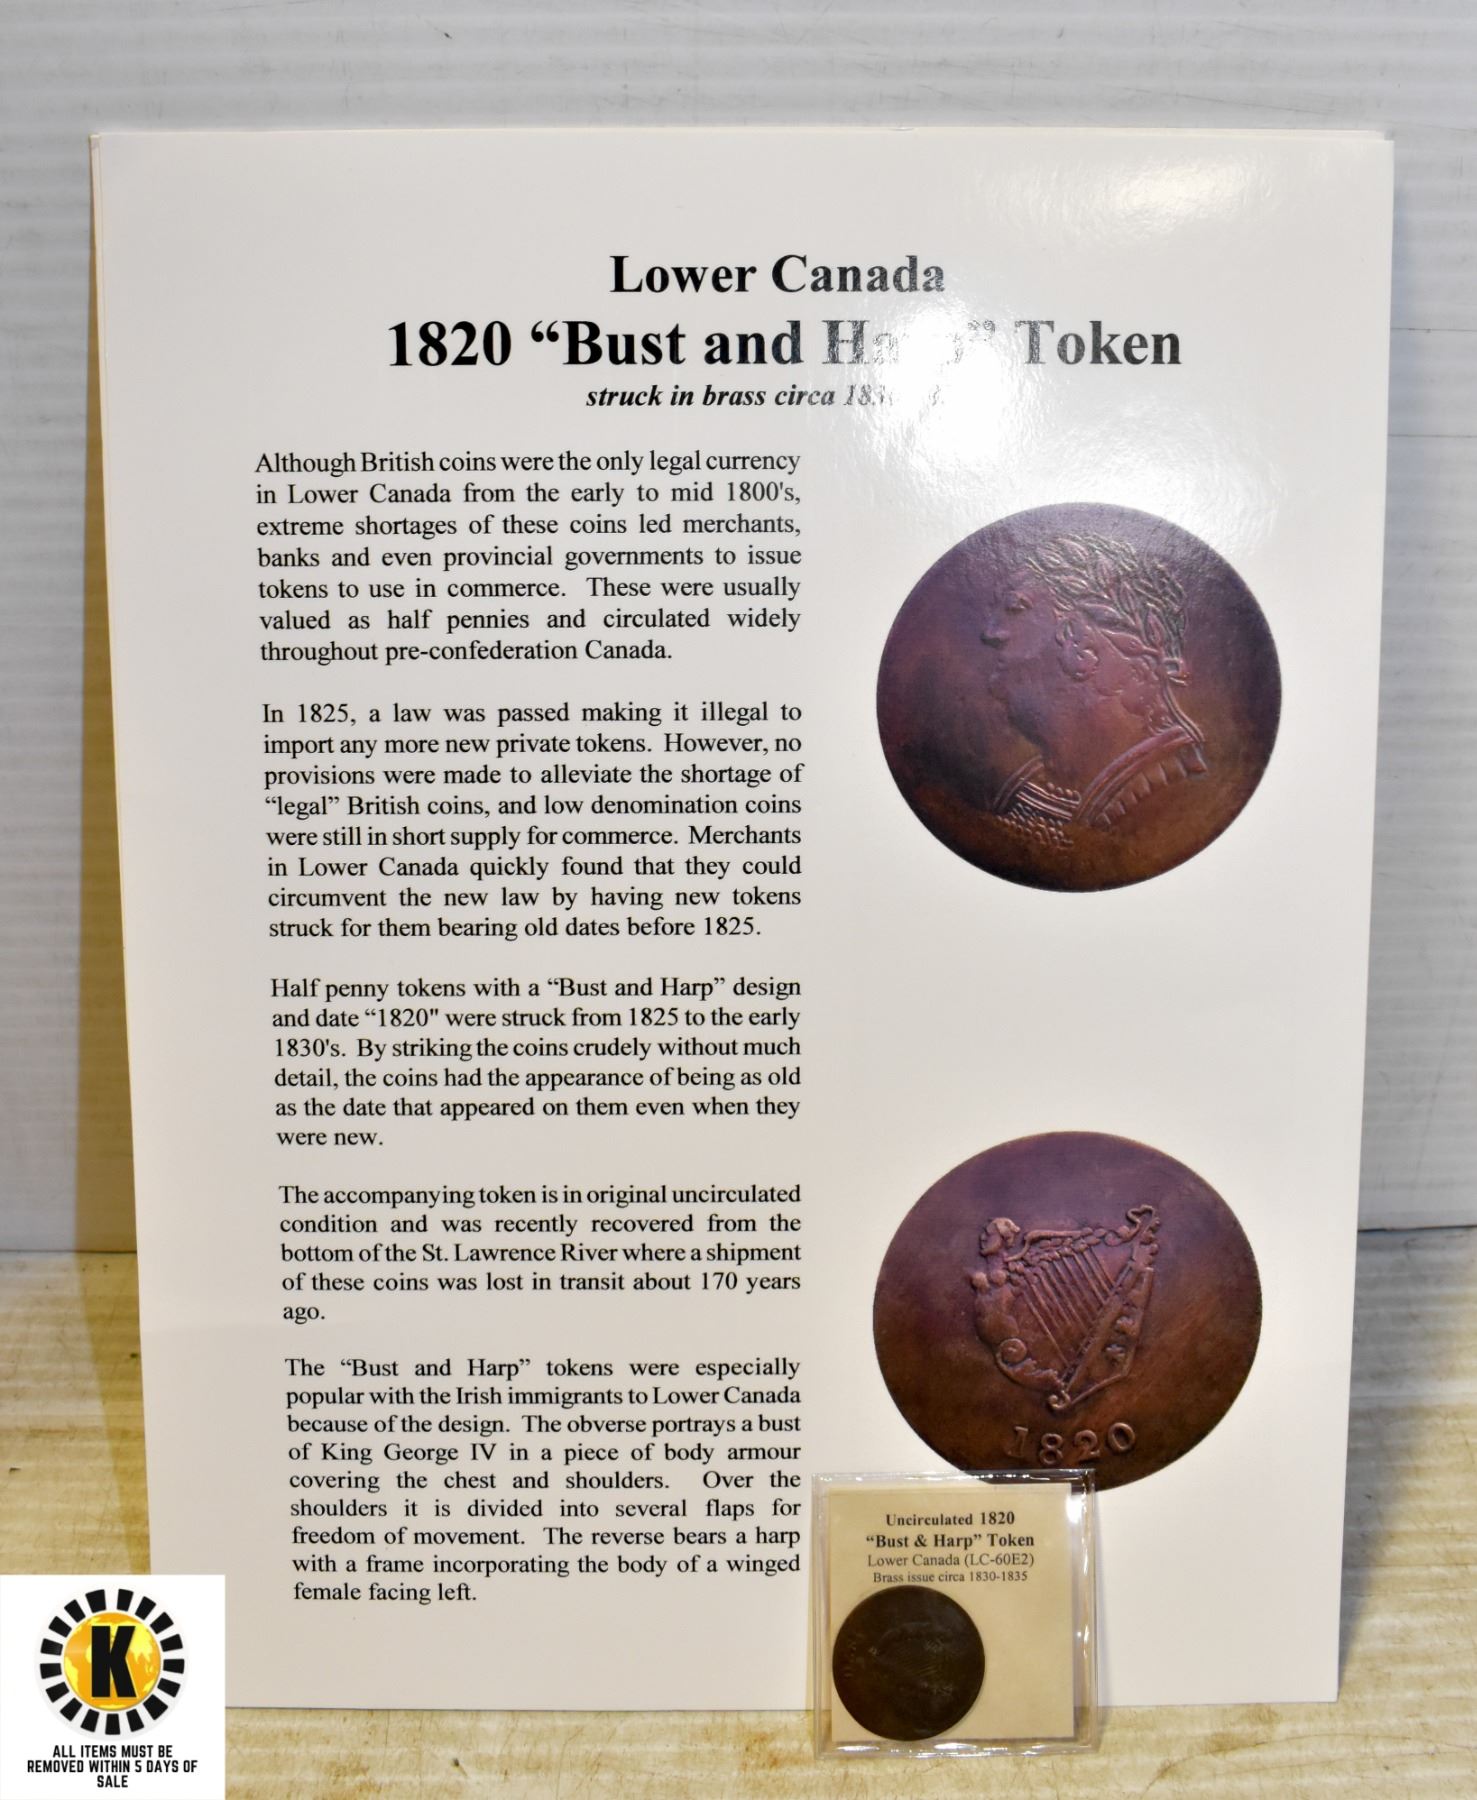 Lower Canada
1820 “Bust and Harp” Token
struck in brass circa
Although British coins were the only legal currency
in Lower Canada from the early to mid 1800's,
extreme shortages of these coins led merchants,
banks and even provincial governments to issue
tokens to use in commerce. These were usually
valued as half pennies and circulated widely
throughout pre-confederation Canada.
In 1825, a law was passed making it illegal to
import any more new private tokens. However, no
provisions were made to alleviate the shortage of
“legal” British coins, and low denomination coins
were still in short supply for commerce. Merchants
in Lower Canada quickly found that they could
circumvent the new law by having new tokens
struck for them bearing old dates before 1825.
Half penny tokens with a “Bust and Harp” design
and date “1820" were struck from 1825 to the early
1830's. By striking the coins crudely without much
detail, the coins had the appearance of being as old
as the date that appeared on them even when they
were new.
The accompanying token is in original uncirculated
condition and was recently recovered from the
bottom of the St. Lawrence River where a shipment
of these coins was lost in transit about 170 years
ago.
The “Bust and Harp” tokens were especially
popular with the Irish immigrants to Lower Canada
because of the design. The obverse portrays a bust
of King George IV in a piece of body armour
covering the chest and shoulders. Over the
shoulders it is divided into several flaps for
freedom of movement. The reverse bears a harp
with a frame incorporating the body of a winged
female facing left.
1820
Uncirculated 1820
“Bust & Harp” Token
Lower Canada (LC-60E2)
Brass issue circa 1830-1835
K
ALL ITEMS MUST BE
REMOVED WITHIN 5 DAYS OF
SALE